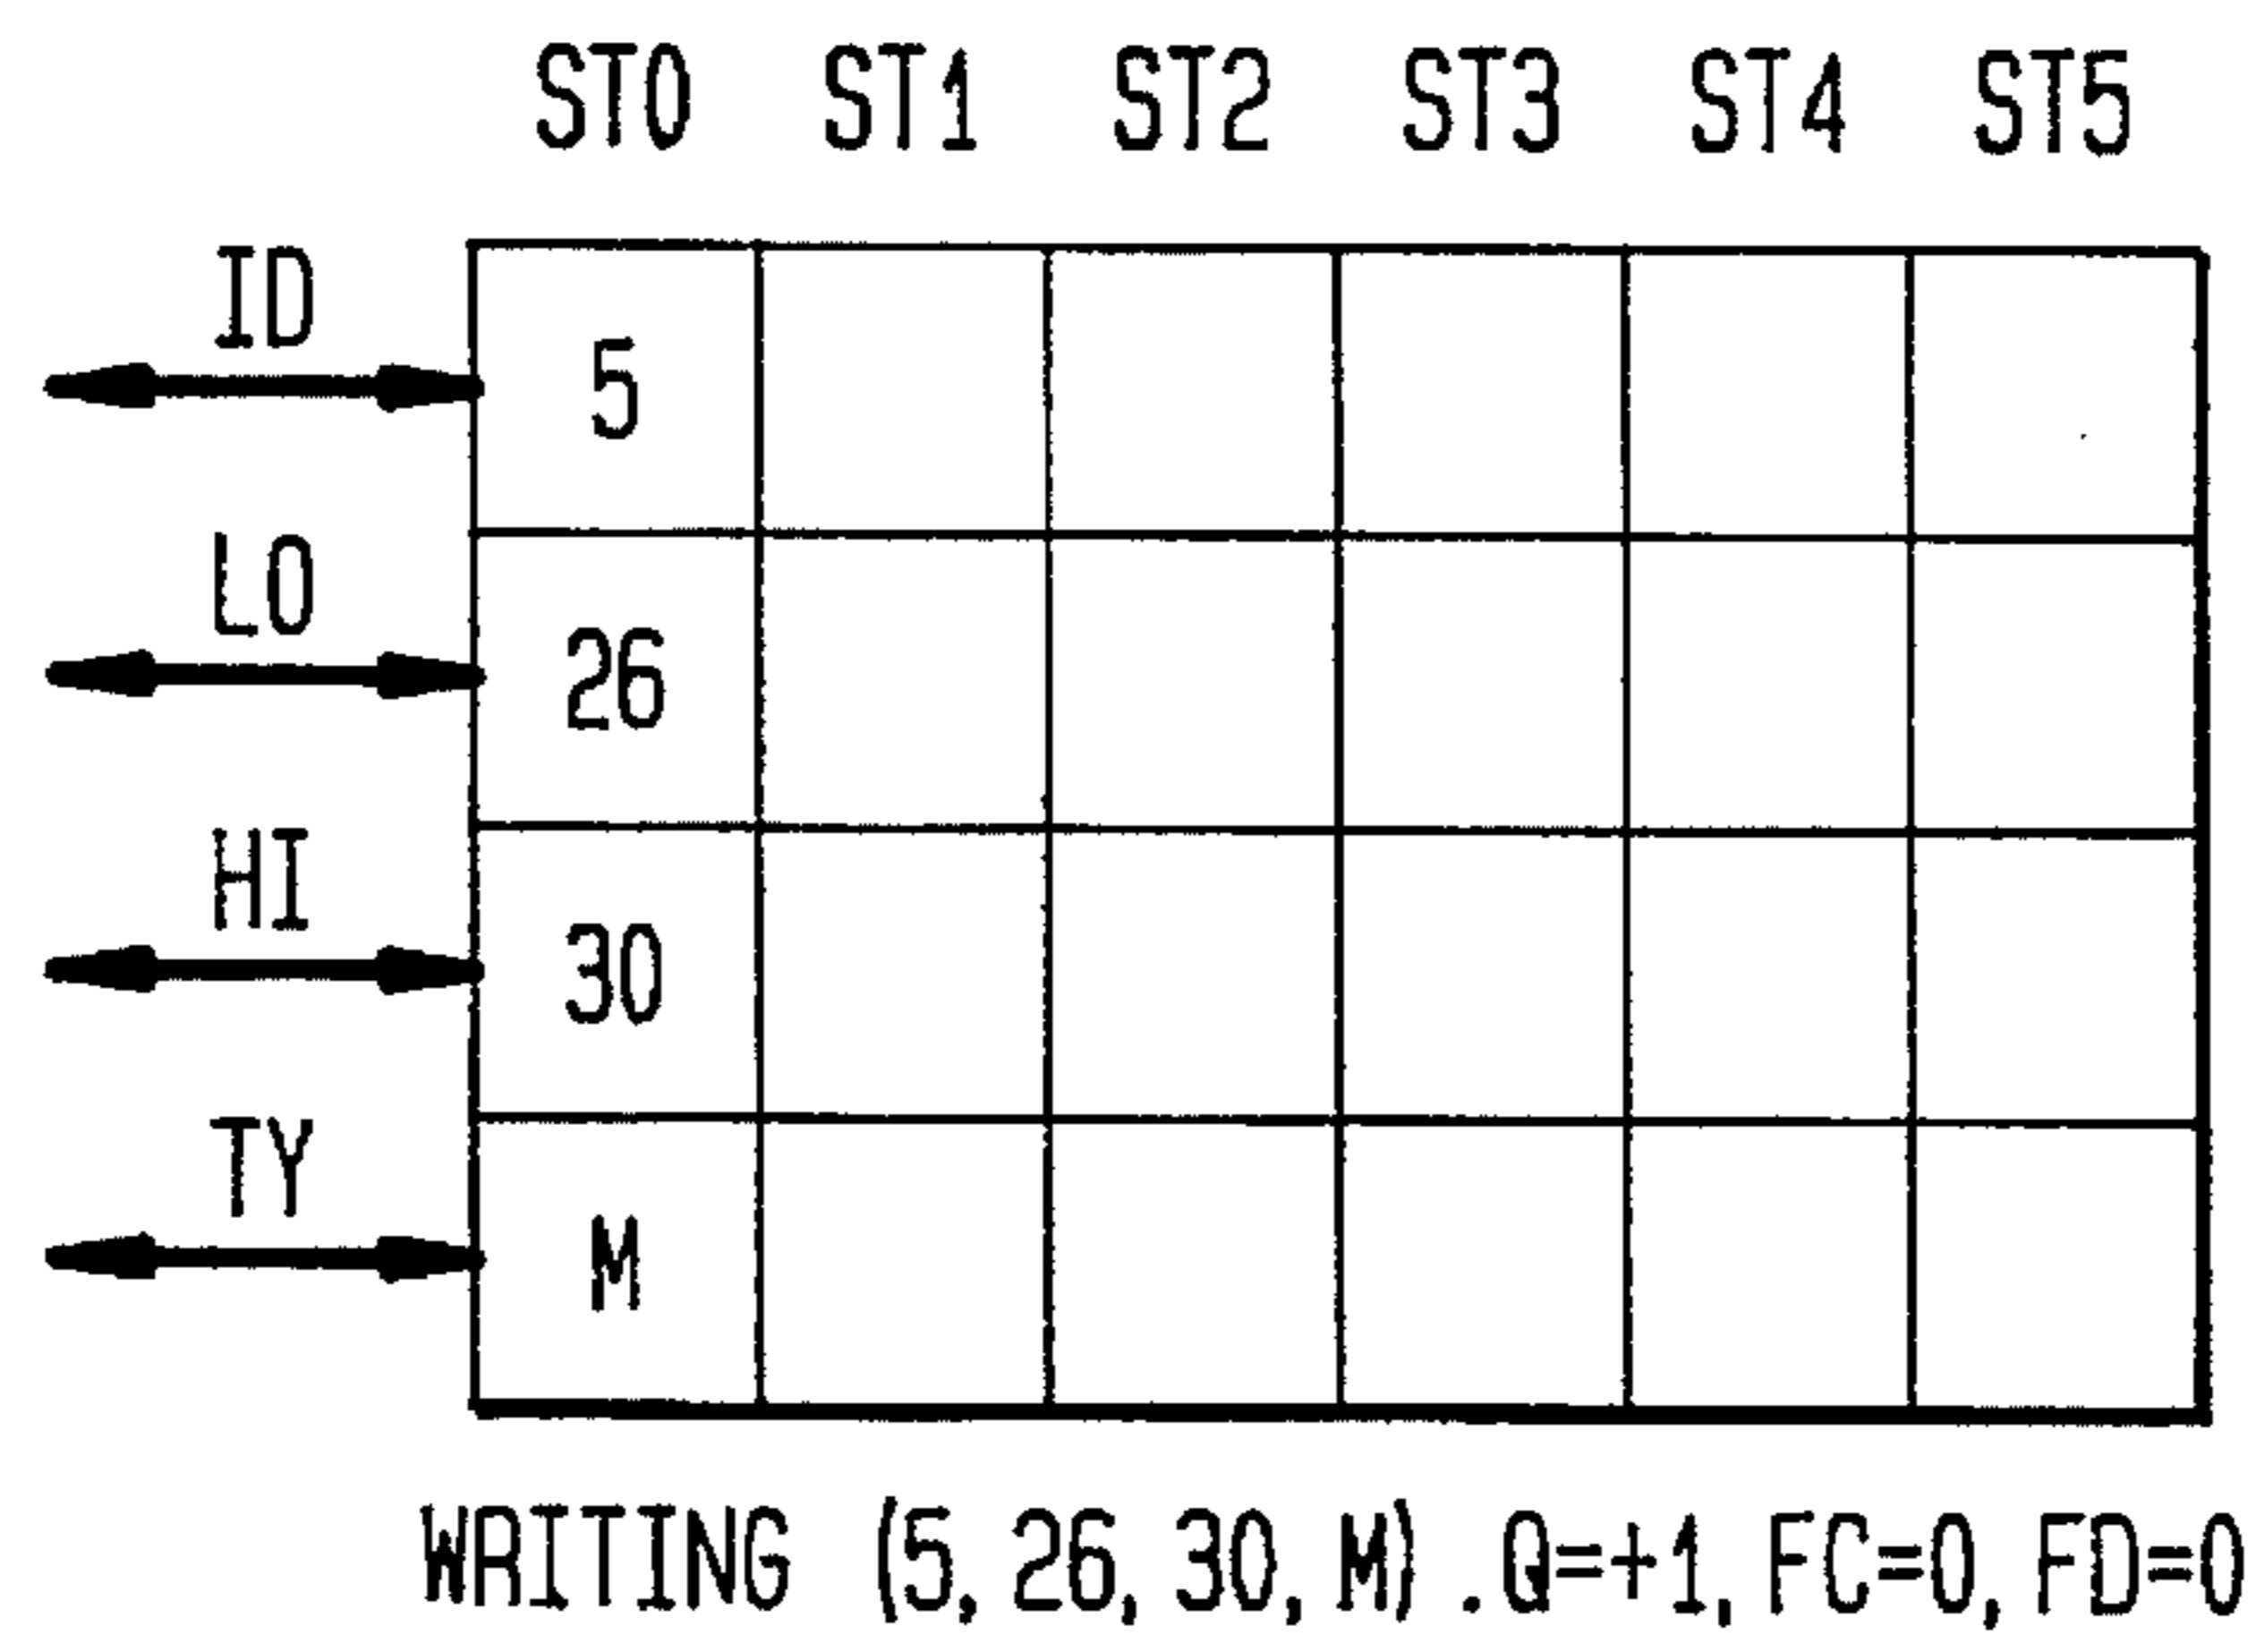 ST0 ST1 ST2 ST3 ST4 ST5
ID
5
LO
26
HI
30
TY
M
WRITING (5,26,30,M).Q=+1,FC=0,FD=0